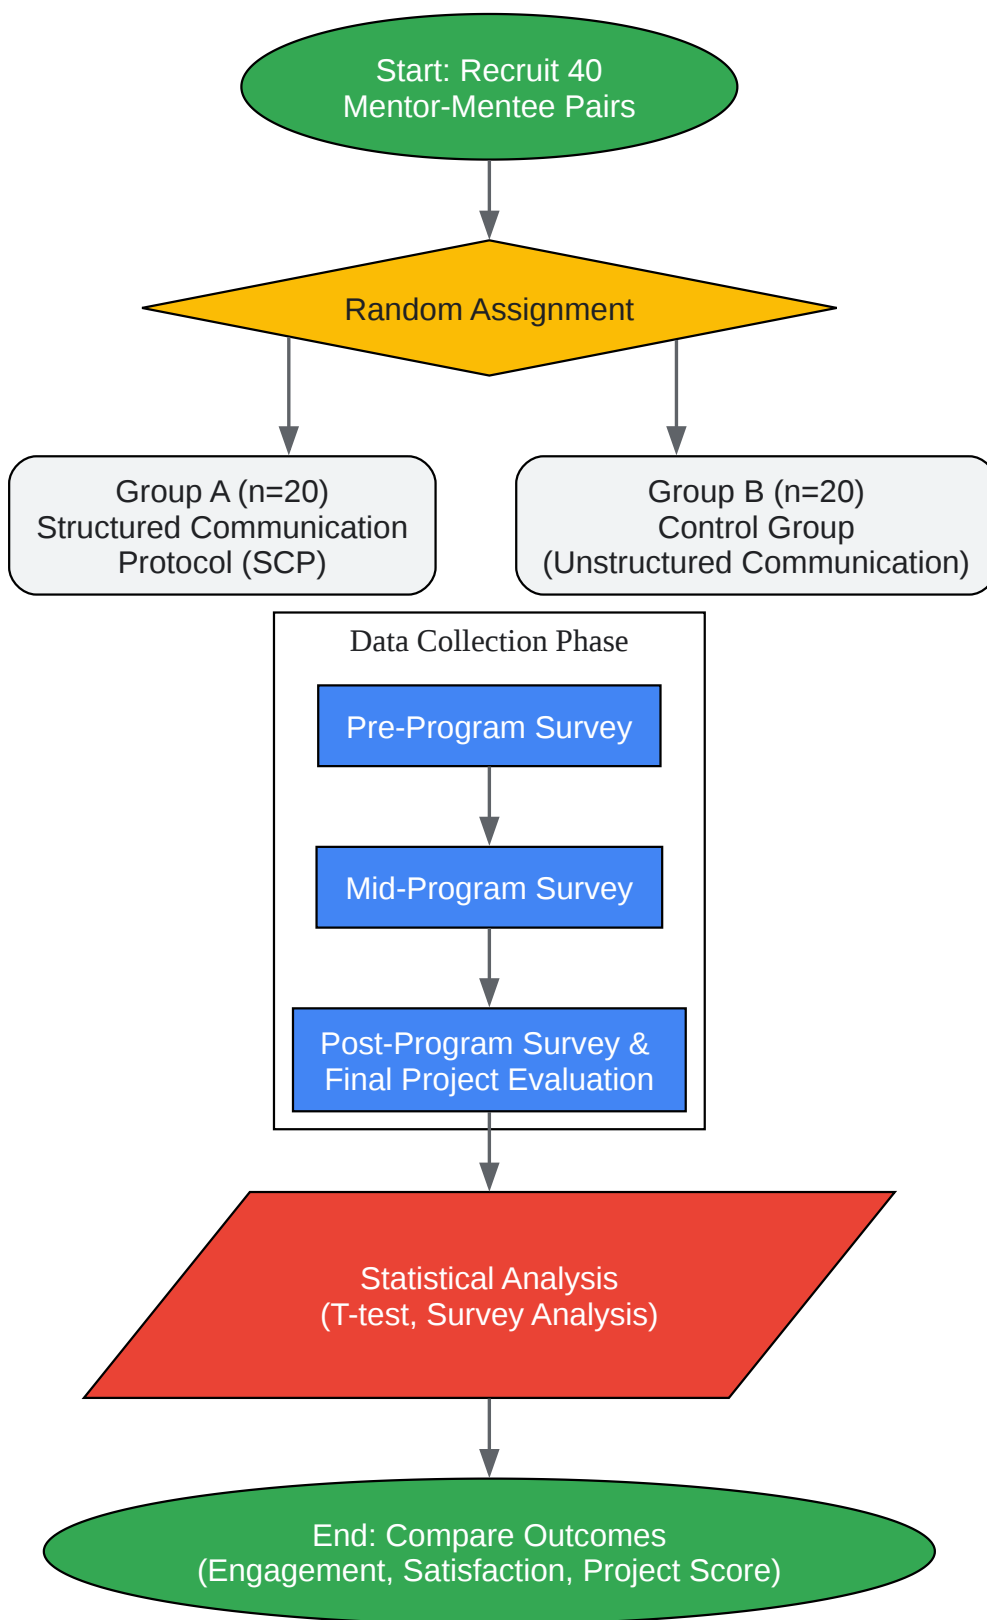 Start: Recruit 40
Mentor-Mentee Pairs
Random Assignment
Group A (n=20)
Structured Communication
Protocol (SCP)
Group B (n=20)
Control Group
(Unstructured Communication)
Data Collection Phase
Pre-Program Survey
Mid-Program Survey
Post-Program Survey &
Final Project Evaluation
Statistical Analysis
(T-test, Survey Analysis)
End: Compare Outcomes
(Engagement, Satisfaction, Project Score)